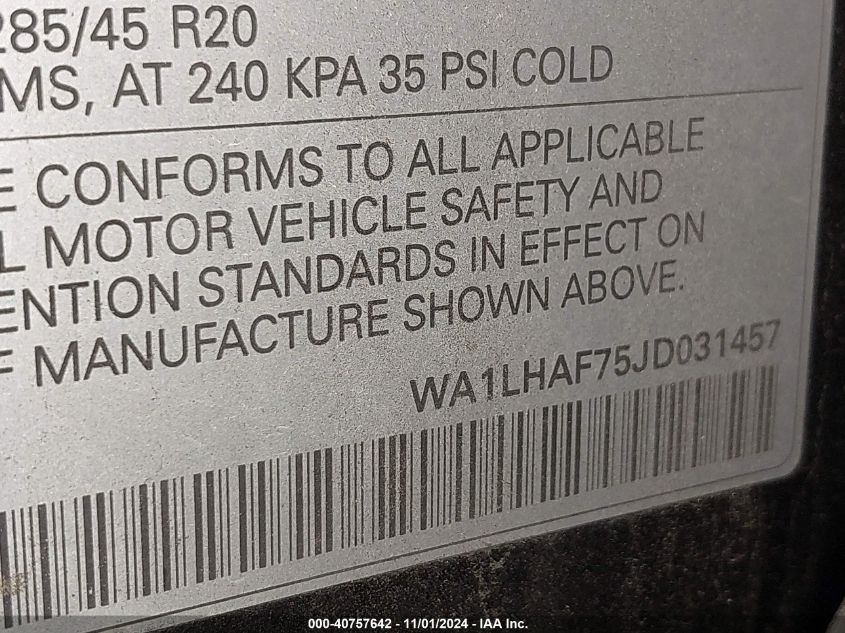 285/45 R20
MS, AT 240 KPA 35 PSI COLD
E CONFORMS TO ALL APPLICABLE
L MOTOR VEHICLE SAFETY AND
ENTION STANDARDS IN EFFECT ON
F MANUFACTURE SHOWN ABOVE.
WA1LHAF75JD031457
000-40757642 - 11/01/2024 - IAA Inc.